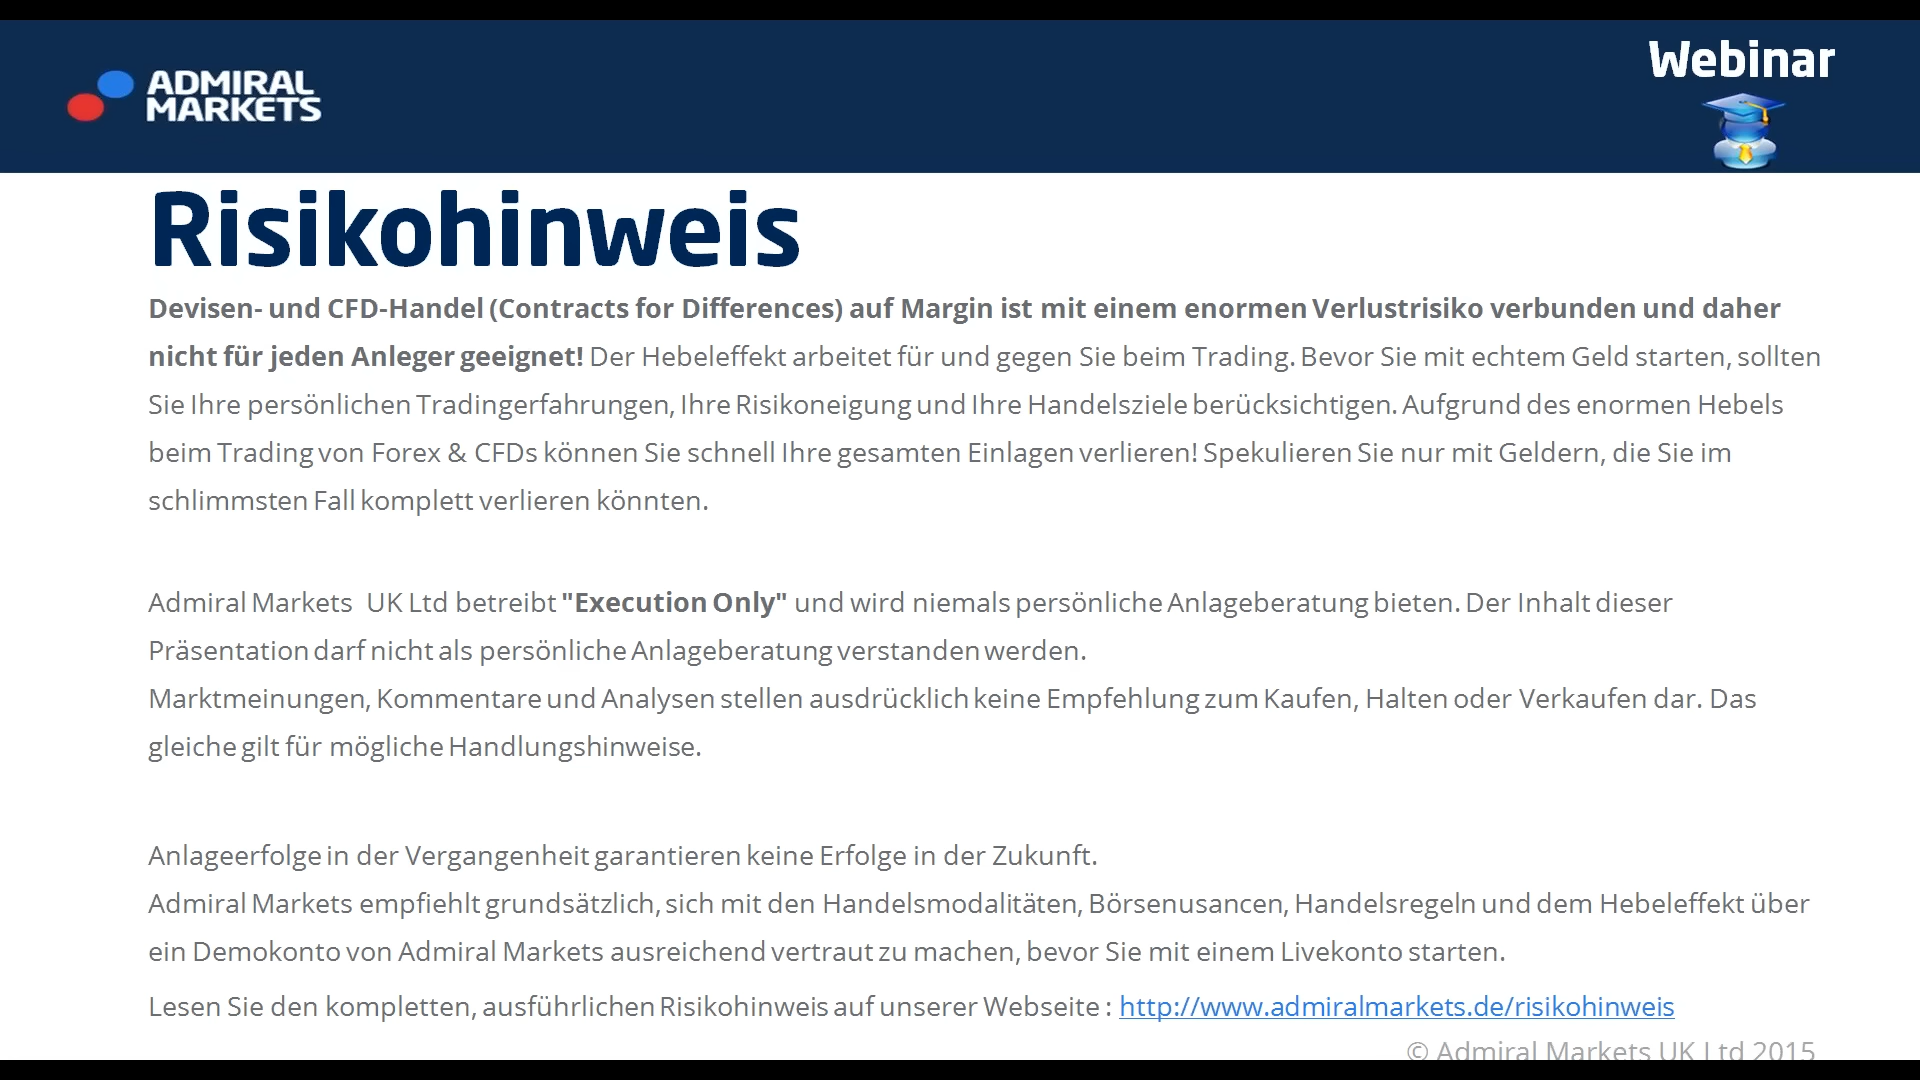 ADMIRAL
MARKETS
Webinar
Risikohinweis
Devisen- und CFD-Handel (Contracts for Differences) auf Margin ist mit einem enormen Verlustrisiko verbunden und daher
nicht für jeden Anleger geeignet! Der Hebeleffekt arbeitet für und gegen Sie beim Trading. Bevor Sie mit echtem Geld starten, sollten
Sie Ihre persönlichen Tradingerfahrungen, Ihre Risikoneigung und Ihre Handelsziele berücksichtigen. Aufgrund des enormen Hebels
beim Trading von Forex & CFDs können Sie schnell Ihre gesamten Einlagen verlieren! Spekulieren Sie nur mit Geldern, die Sie im
schlimmsten Fall komplett verlieren könnten.
Admiral Markets UK Ltd betreibt "Execution Only" und wird niemals persönliche Anlageberatung bieten. Der Inhalt dieser
Präsentation darf nicht als persönliche Anlageberatung verstanden werden.
Marktmeinungen, Kommentare und Analysen stellen ausdrücklich keine Empfehlung zum Kaufen, Halten oder Verkaufen dar. Das
gleiche gilt für mögliche Handlungshinweise.
Anlageerfolge in der Vergangenheit garantieren keine Erfolge in der Zukunft.
Admiral Markets empfiehlt grundsätzlich, sich mit den Handelsmodalitäten, Börsenusancen, Handelsregeln und dem Hebeleffekt über
ein Demokonto von Admiral Markets ausreichend vertraut zu machen, bevor Sie mit einem Livekonto starten.
Lesen Sie den kompletten, ausführlichen Risikohinweis auf unserer Webseite : http://www.admiralmarkets.de/risikohinweis
© Admiral Markets UK Ltd 2015